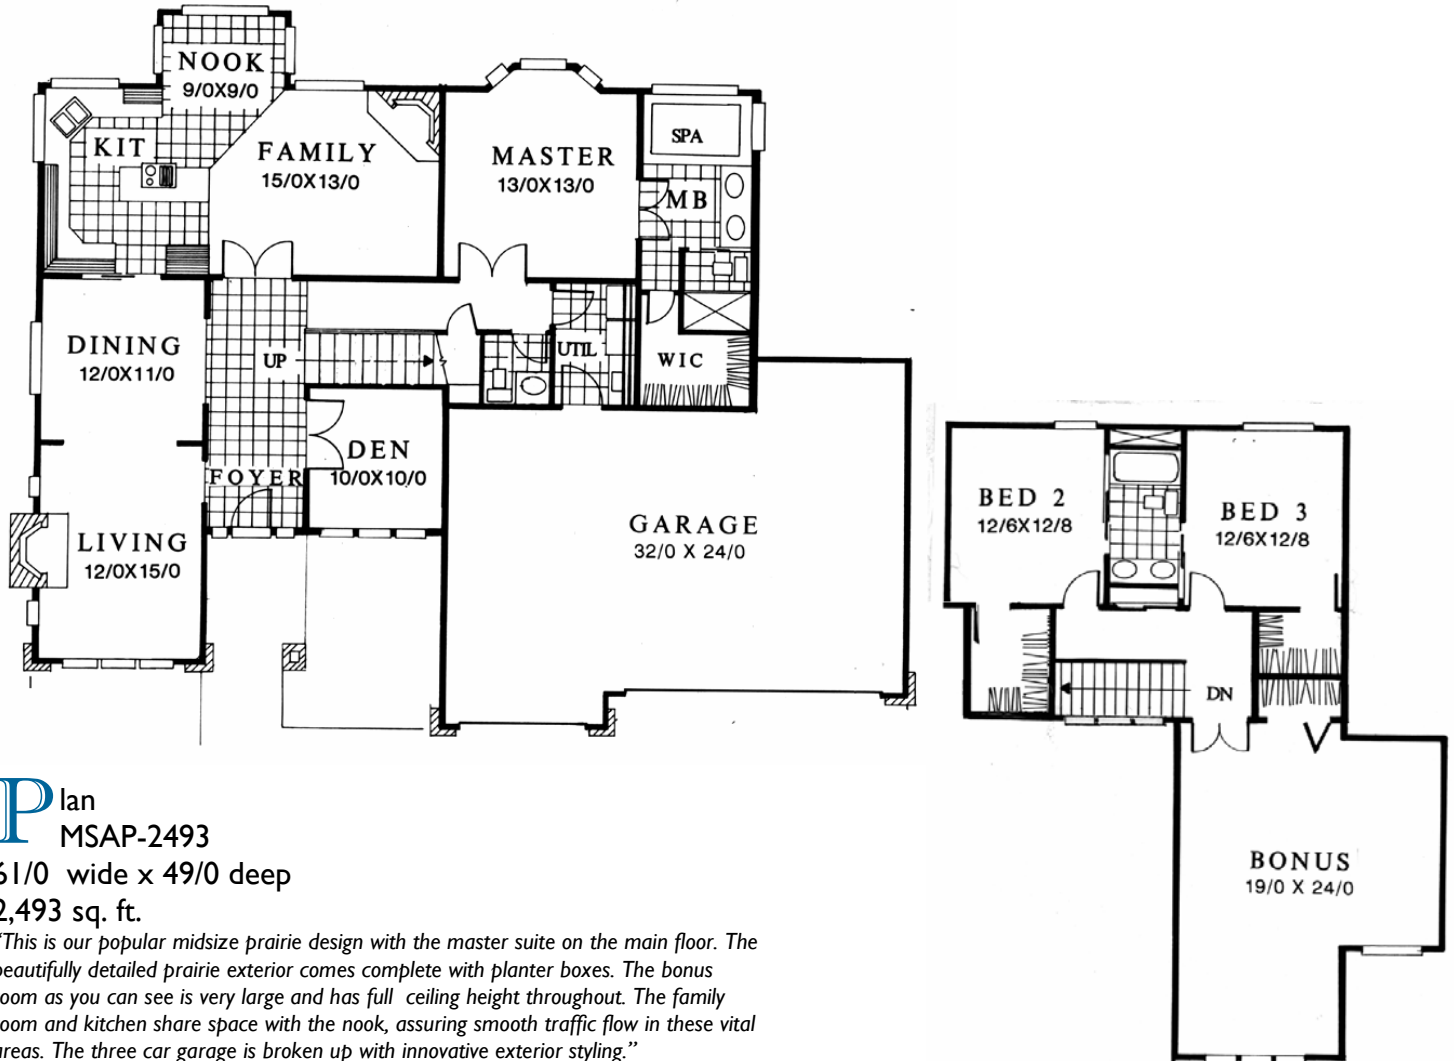 NOOK
9/0X9/0
KIT
FAMILY
15/0X13/0
MASTER
13/0X13/0
SPA
MB
DINING
12/0X11/0
UP
UTIL
WIC
DEN
10/0X10/0
FOYER
LIVING
12/0X15/0
GARAGE
32/0 X 24/0
BED 2
12/6X12/8
BED 3
12/6X12/8
DN
BONUS
19/0 X 24/0
Plan
MSAP-2493
61/0 wide x 49/0 deep
2,493 sq. ft.
“This is our popular midsize prairie design with the master suite on the main floor. The
beautifully detailed prairie exterior comes complete with planter boxes. The bonus
room as you can see is very large and has full ceiling height throughout. The family
room and kitchen share space with the nook, assuring smooth traffic flow in these vital
areas. The three car garage is broken up with innovative exterior styling.”